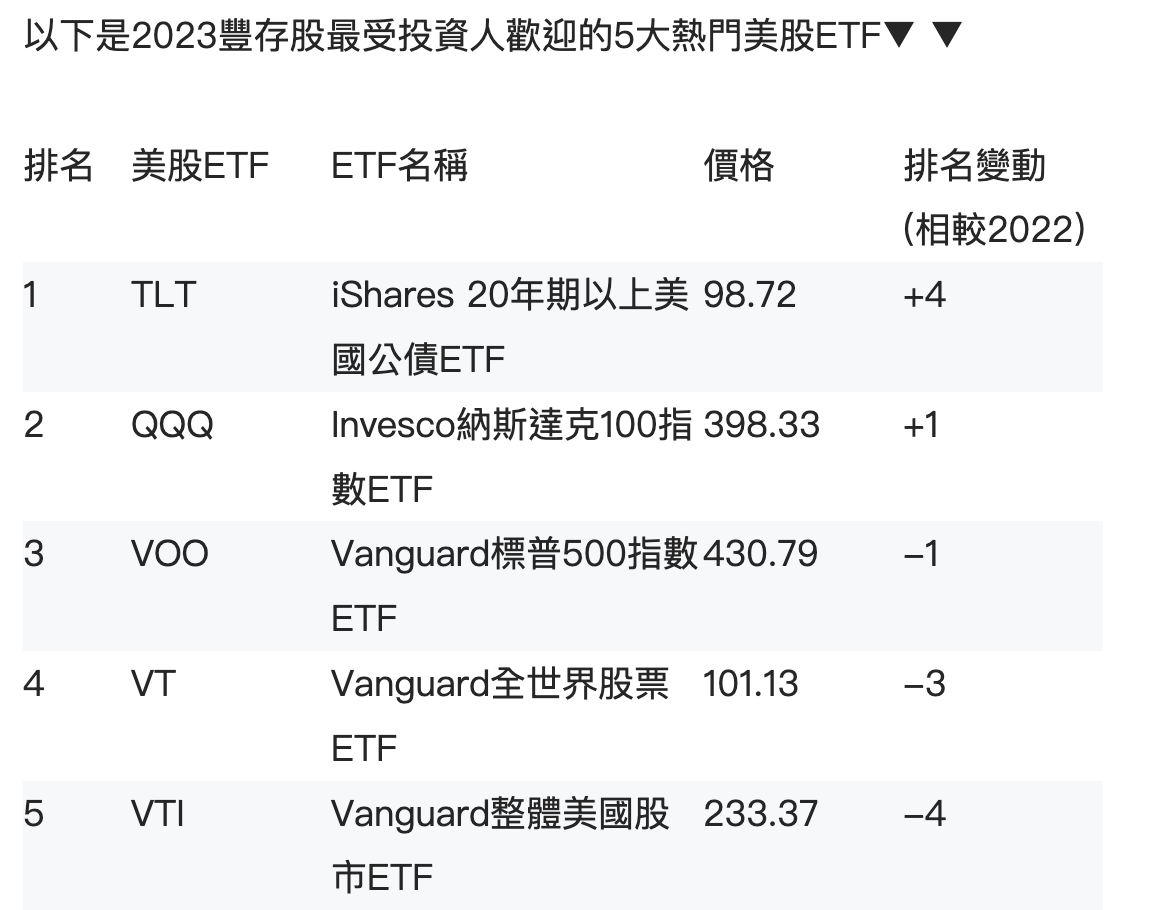 以下是2023豐存股最受投資人歡迎的5大熱門美股ETF▼ ▼
排名 美股ETF ETF名稱 價格 排名變動
(相較2022)
1 TLT iShares 20年期以上美 98.72 +4
國公債ETF
2 QQQ Invesco納斯達克100指 398.33 +1
數ETF
3 VOO Vanguard標普500指數 430.79 –1
ETF
4 VT Vanguard全世界股票 101.13 –3
ETF
5 VTI Vanguard整體美國股 233.37 –4
市ETF